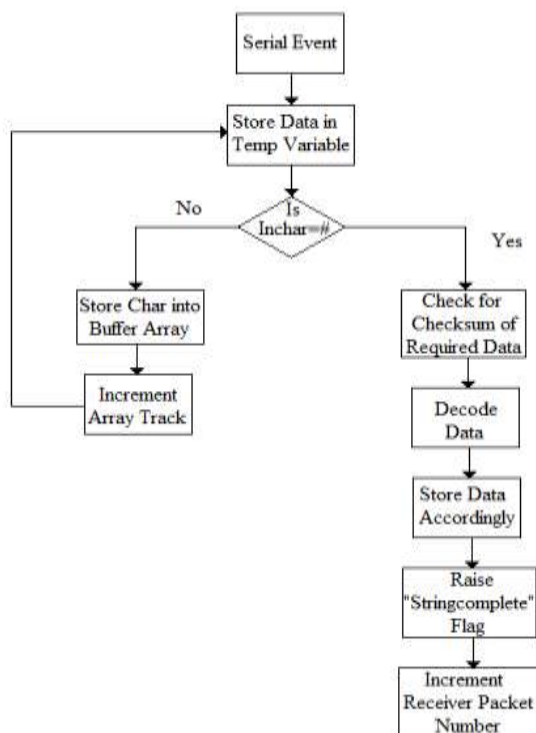 Serial Event
Store Data in
Temp Variable
Is
Inchar=#
No
Yes
Store Char into
Buffer Array
Increment
Array Track
Check for
Checksum of
Required Data
Decode
Data
Store Data
Accordingly
Raise
"Stringcomplete"
Flag
Increment
Receiver Packet
Number